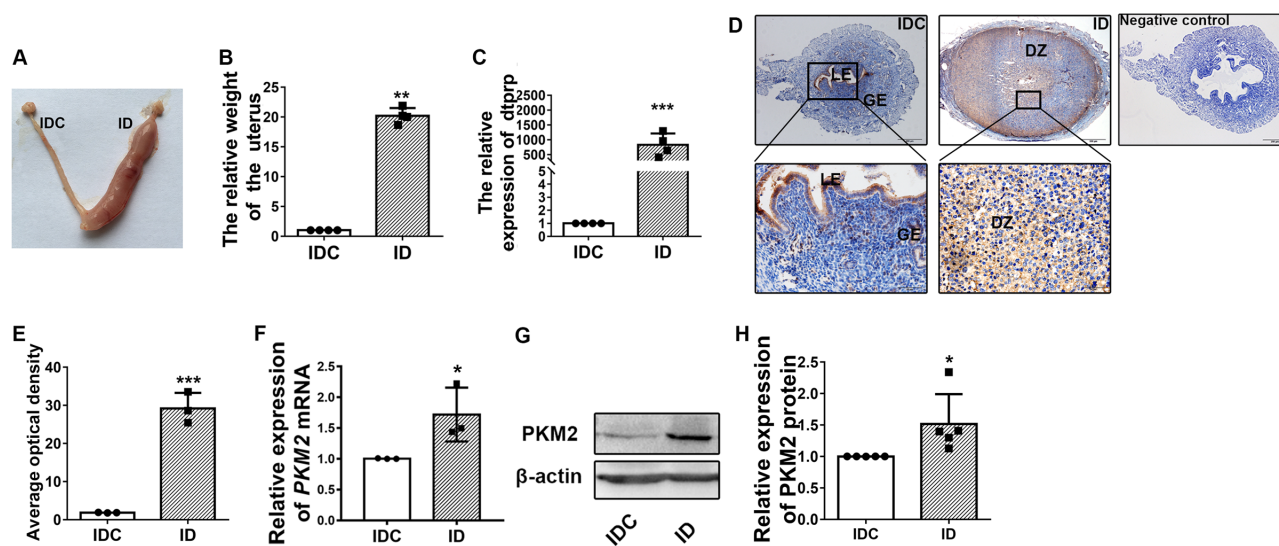 A
IDC
ID
B
The relative weight
of the uterus
25
20
15
10
5
0
**
IDC
ID
C
The relative
expression of dtprp
2500
2000
1500
1000
500
5
4
3
2
1
0
***
IDC
ID
D
IDC
LE
GE
ID
DZ
Negative control
LE
GE
DZ
E
Average optical density
40
30
20
10
0
***
IDC
ID
F
Relative expression
of PKM2 mRNA
2.5
2.0
1.5
1.0
0.5
0.0
*
IDC
ID
G
PKM2
β-actin
IDC
ID
H
Relative expression
of PKM2 protein
2.5
2.0
1.5
1.0
0.5
0.0
*
IDC
ID